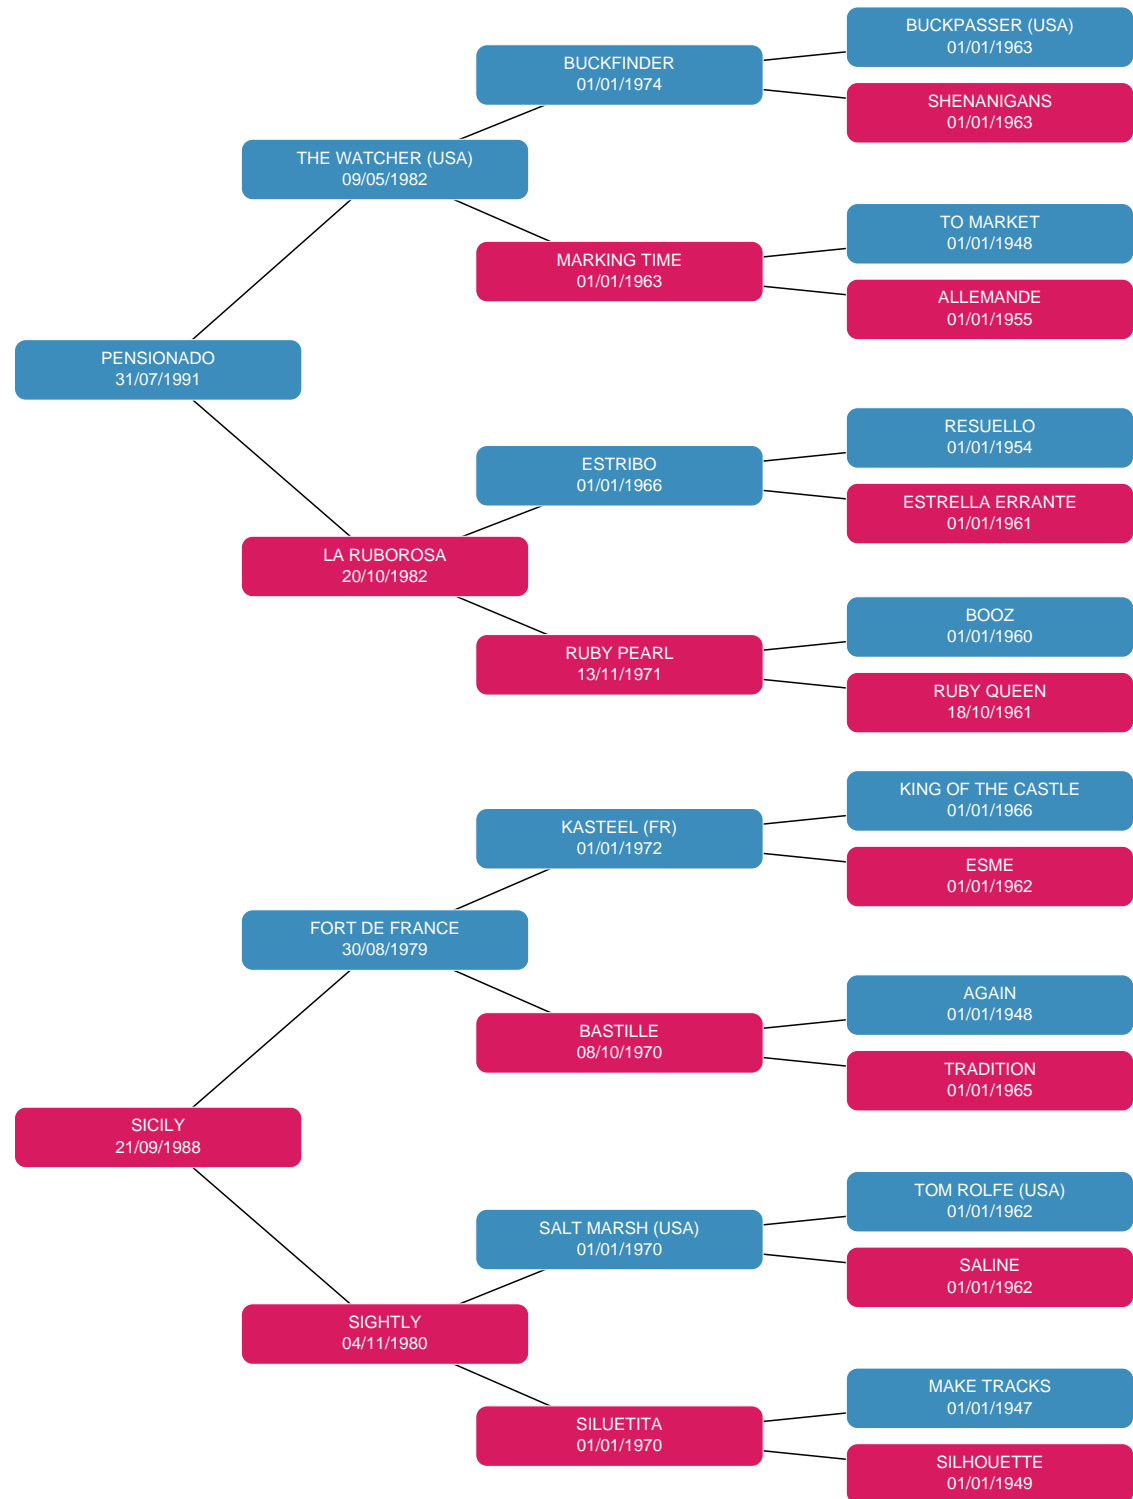 BUCKPASSER (USA)
01/01/1963
BUCKFINDER
01/01/1974
SHENANIGANS
01/01/1963
THE WATCHER (USA)
09/05/1982
TO MARKET
01/01/1948
MARKING TIME
01/01/1963
ALLEMANDE
01/01/1955
PENSIONADO
31/07/1991
RESUELLO
01/01/1954
ESTRIBO
01/01/1966
ESTRELLA ERRANTE
01/01/1961
LA RUBOROSA
20/10/1982
BOOZ
01/01/1960
RUBY PEARL
13/11/1971
RUBY QUEEN
18/10/1961
KING OF THE CASTLE
01/01/1966
KASTEEL (FR)
01/01/1972
ESME
01/01/1962
FORT DE FRANCE
30/08/1979
AGAIN
01/01/1948
BASTILLE
08/10/1970
TRADITION
01/01/1965
SICILY
21/09/1988
TOM ROLFE (USA)
01/01/1962
SALT MARSH (USA)
01/01/1970
SALINE
01/01/1962
SIGHTLY
04/11/1980
MAKE TRACKS
01/01/1947
SILUETITA
01/01/1970
SILHOUETTE
01/01/1949